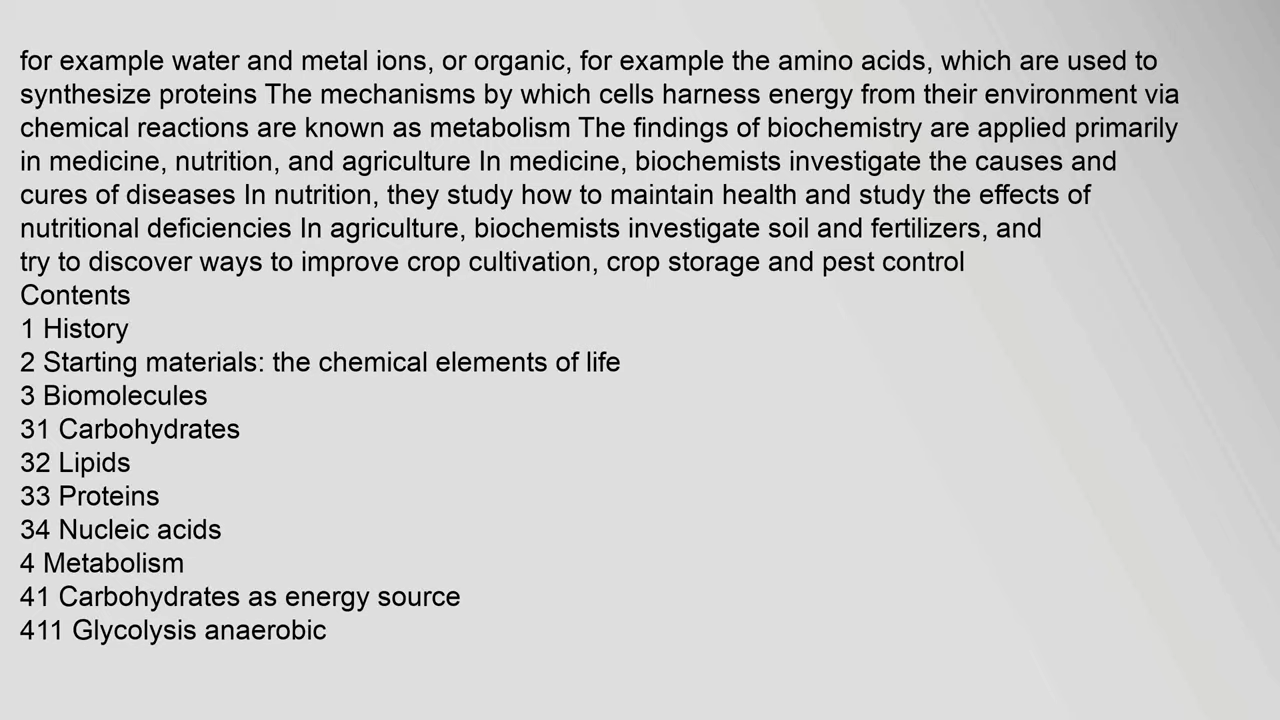 for example water and metal ions, or organic, for example the amino acids, which are used to
synthesize proteins The mechanisms by which cells harness energy from their environment via
chemical reactions are known as metabolism The findings of biochemistry are applied primarily
in medicine, nutrition, and agriculture In medicine, biochemists investigate the causes and
cures of diseases In nutrition, they study how to maintain health and study the effects of
nutritional deficiencies In agriculture, biochemists investigate soil and fertilizers, and
try to discover ways to improve crop cultivation, crop storage and pest control
Contents
1 History
2 Starting materials: the chemical elements of life
3 Biomolecules
31 Carbohydrates
32 Lipids
33 Proteins
34 Nucleic acids
4 Metabolism
41 Carbohydrates as energy source
411 Glycolysis anaerobic